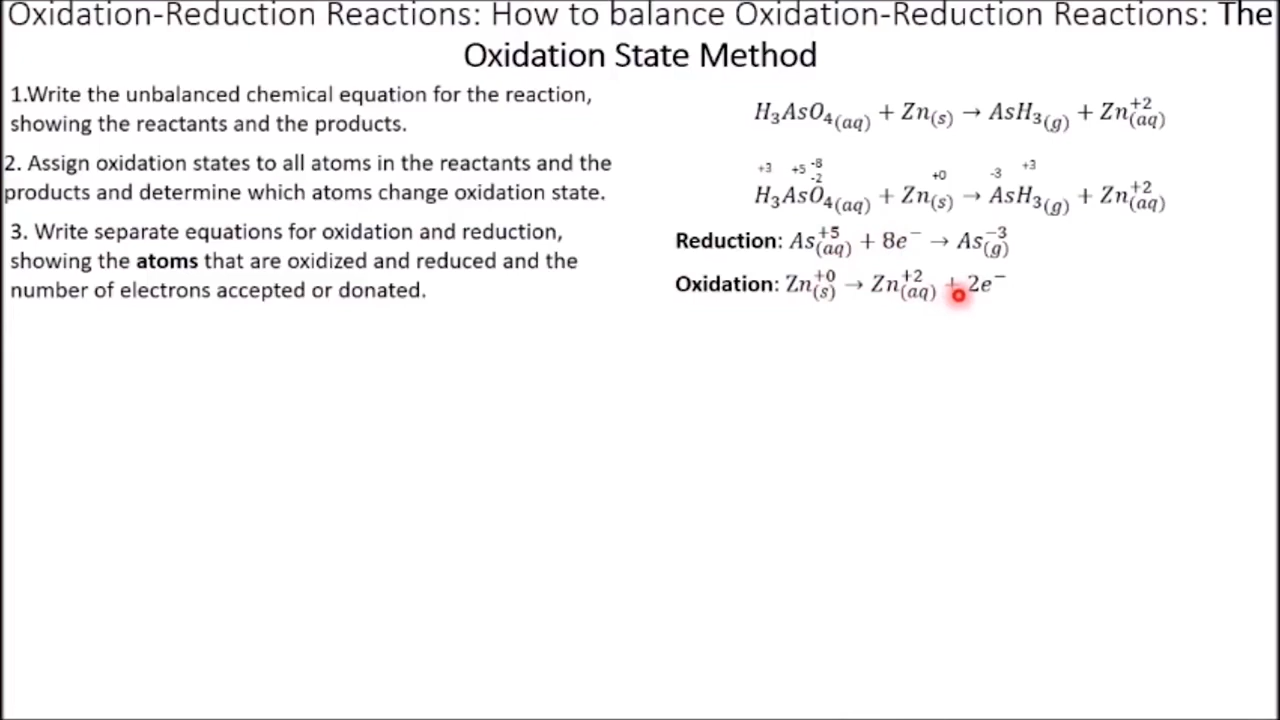 Oxidation-Reduction Reactions: How to balance Oxidation-Reduction Reactions: The
Oxidation State Method
1.Write the unbalanced chemical equation for the reaction,
showing the reactants and the products.
H₃AsO₄₍aq₎ + Zn₍s₎ → AsH₃₍g₎ + Zn⁺²₍aq₎
2. Assign oxidation states to all atoms in the reactants and the
products and determine which atoms change oxidation state.
+3 +5 -8 +3
-2 +0 -3
H₃AsO₄₍aq₎ + Zn₍s₎ → AsH₃₍g₎ + Zn⁺²₍aq₎
3. Write separate equations for oxidation and reduction,
showing the atoms that are oxidized and reduced and the
number of electrons accepted or donated.
Reduction: As⁺⁵₍aq₎ + 8e⁻ → As⁻³₍g₎
Oxidation: Zn⁺⁰₍s₎ → Zn⁺²₍aq₎ + 2e⁻